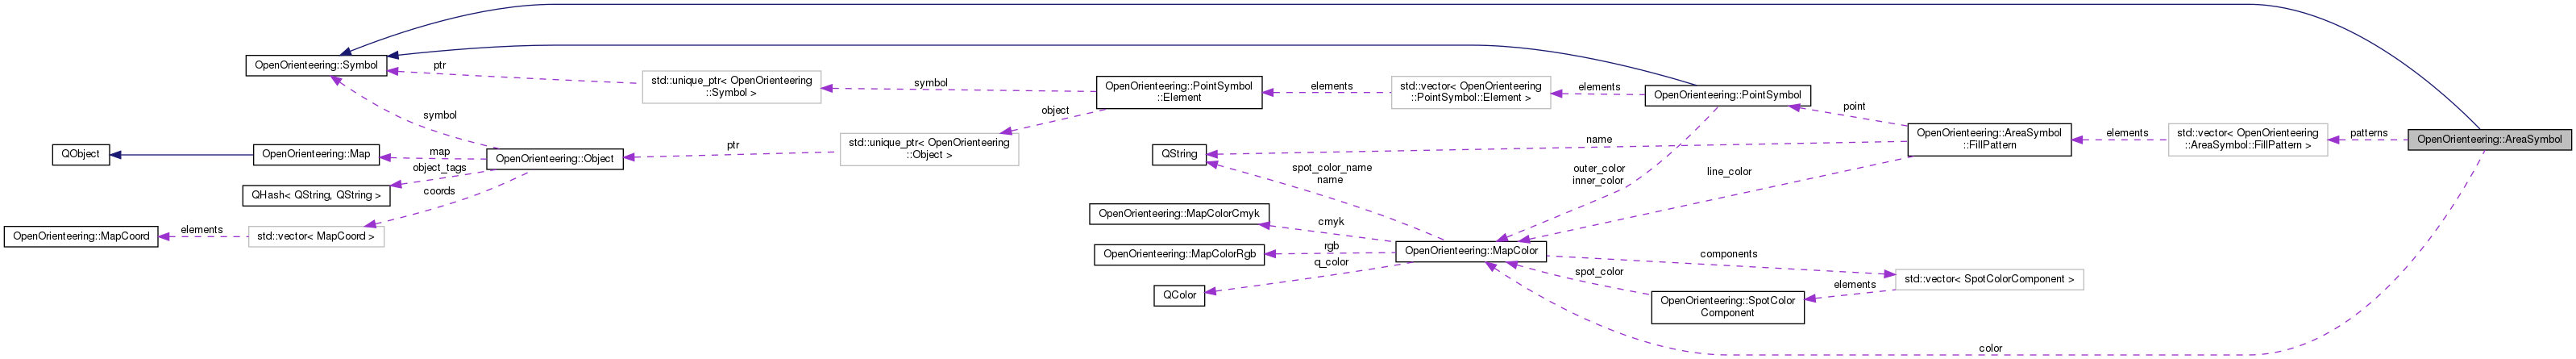 OpenOrienteering::Symbol
ptr
std::unique_ptr< OpenOrienteering
::Symbol >
symbol
OpenOrienteering::PointSymbol
::Element
elements
std::vector< OpenOrienteering
::PointSymbol::Element >
elements
OpenOrienteering::PointSymbol
point
symbol
object
name
OpenOrienteering::AreaSymbol
::FillPattern
elements
std::vector< OpenOrienteering
::AreaSymbol::FillPattern >
patterns
OpenOrienteering::AreaSymbol
QObject
OpenOrienteering::Map
map
object_tags
coords
OpenOrienteering::Object
ptr
std::unique_ptr< OpenOrienteering
::Object >
QString
spot_color_name
name
outer_color
inner_color
line_color
QHash< QString, QString >
OpenOrienteering::MapCoord
elements
std::vector< MapCoord >
OpenOrienteering::MapColorCmyk
cmyk
OpenOrienteering::MapColorRgb
rgb
q_color
QColor
OpenOrienteering::MapColor
components
spot_color
std::vector< SpotColorComponent >
elements
OpenOrienteering::SpotColor
Component
color